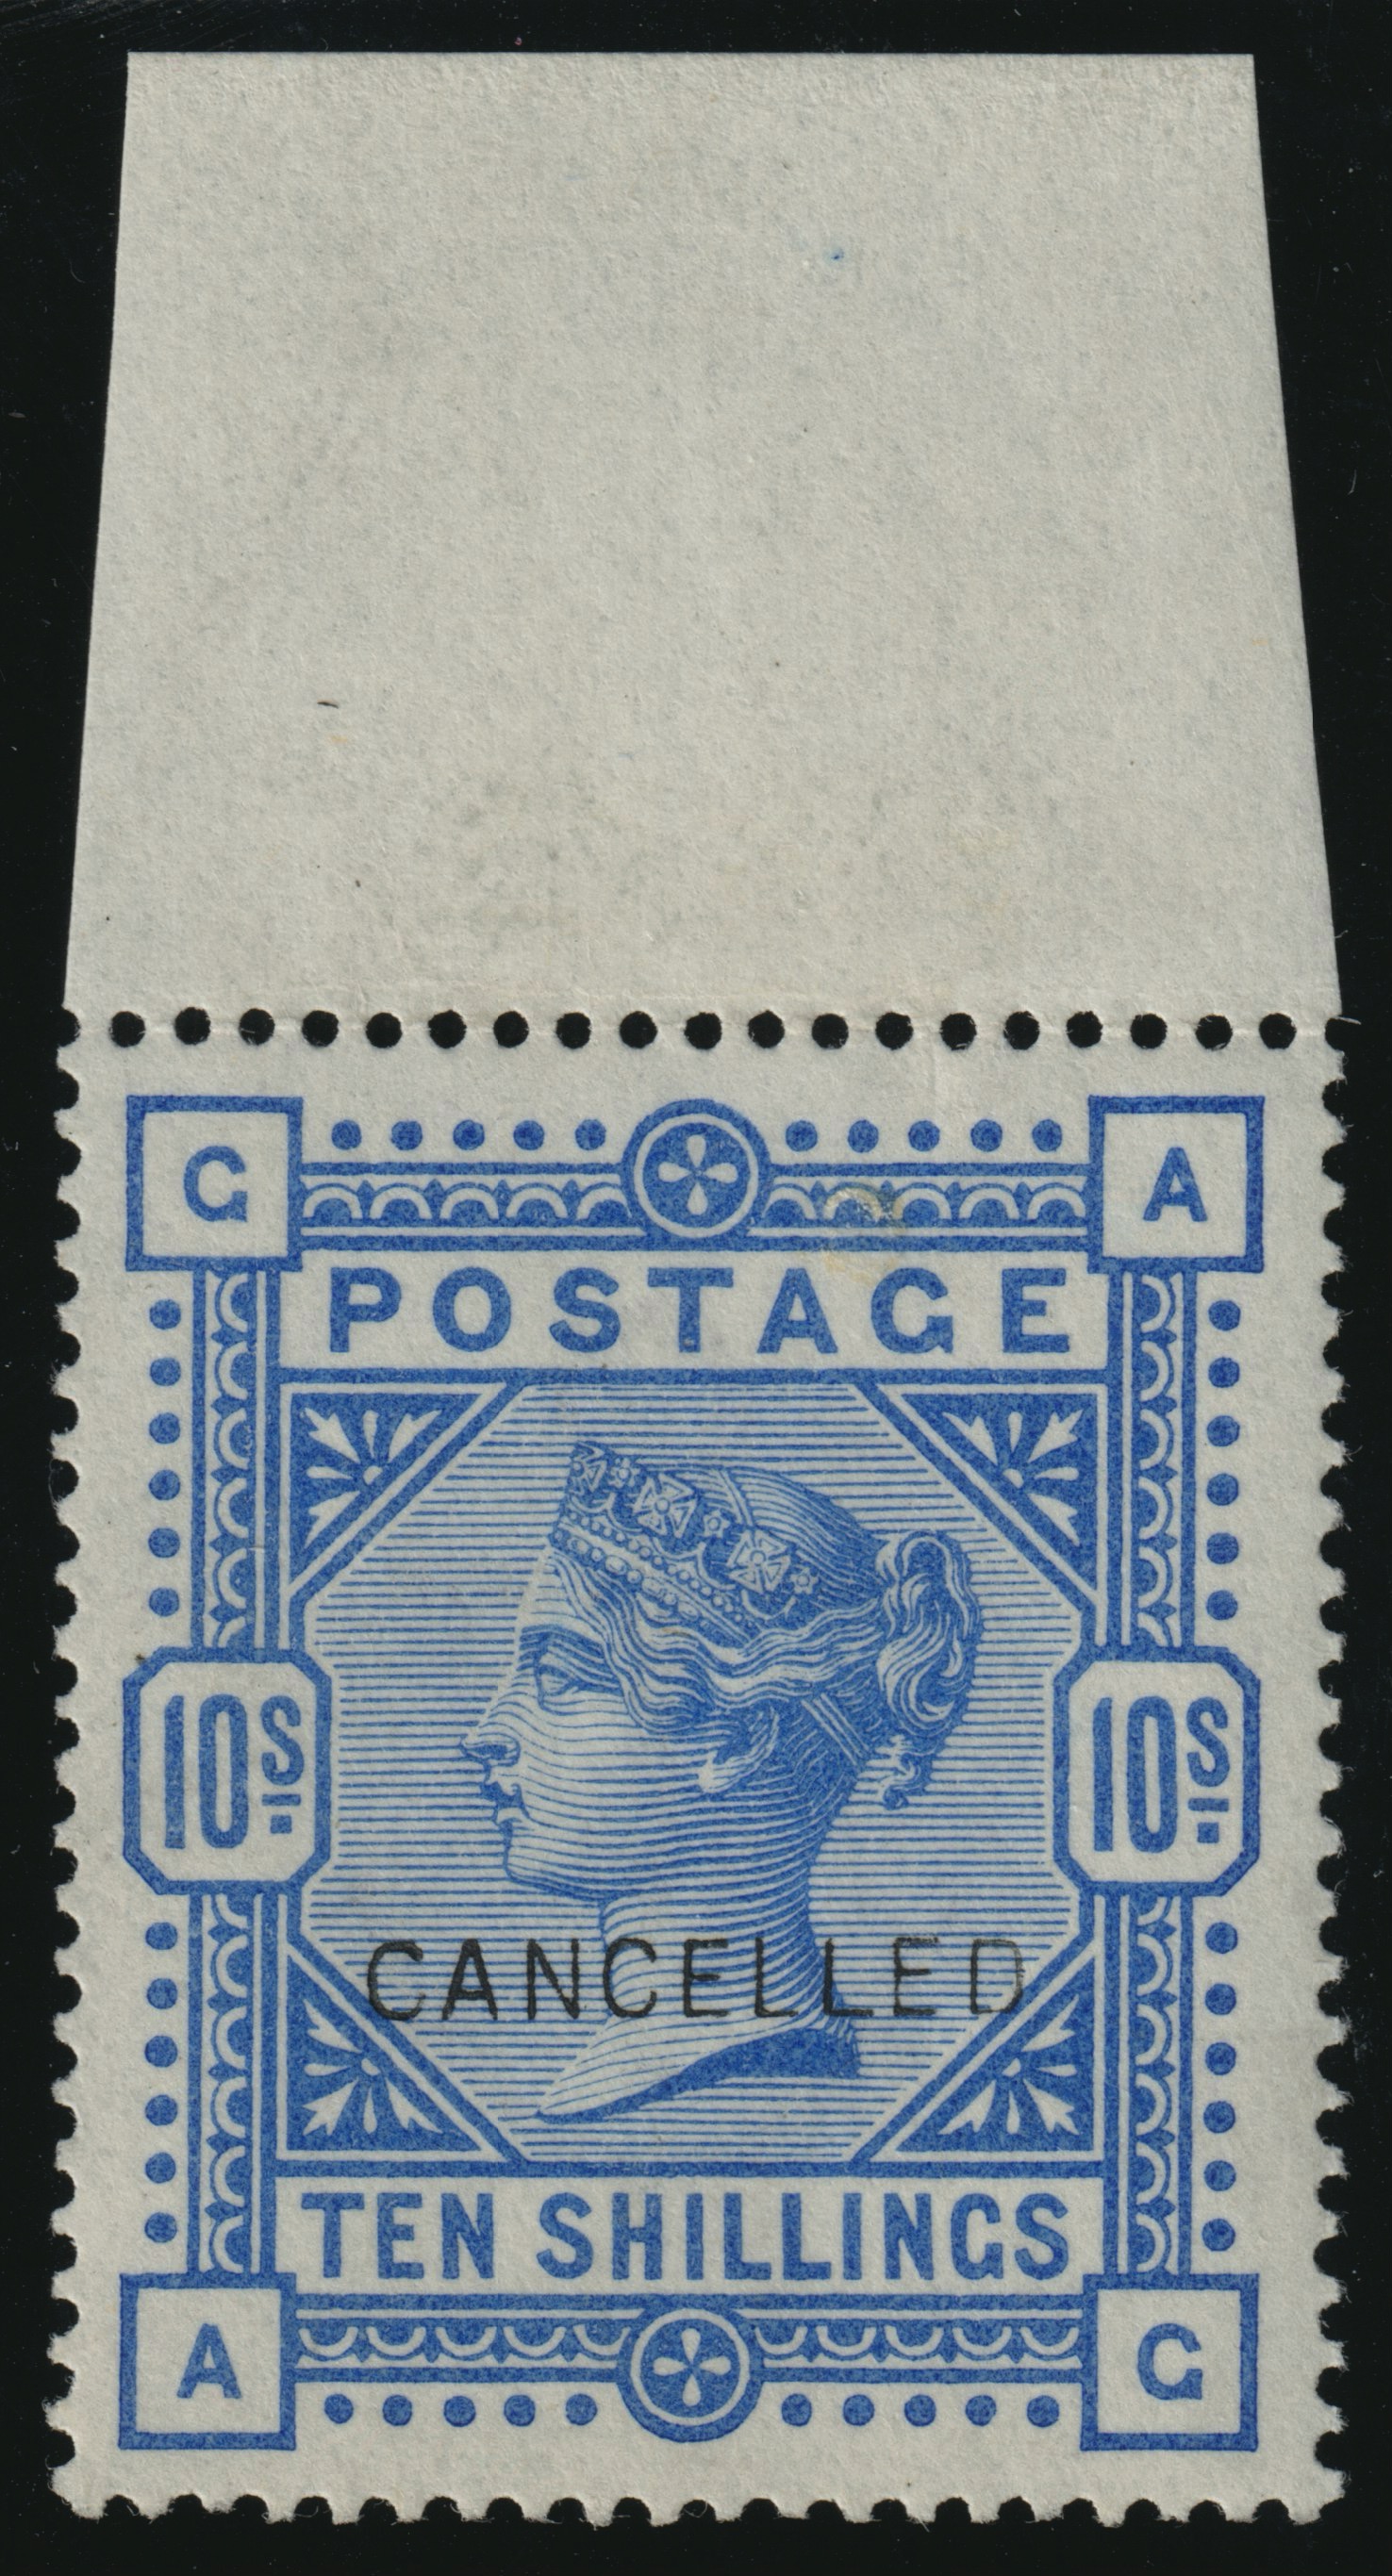 G A
POSTAGE
10S. 10S.
CANCELLED
TEN SHILLINGS
A G